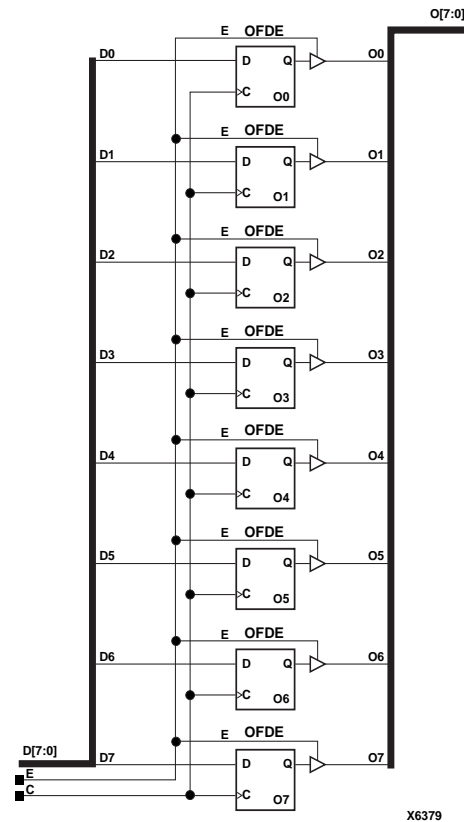 O[7:0]
E OFDE
D0 D Q O0
C O0
E OFDE
D1 D Q O1
C O1
E OFDE
D2 D Q O2
C O2
E OFDE
D3 D Q O3
C O3
E OFDE
D4 D Q O4
C O4
E OFDE
D5 D Q O5
C O5
E OFDE
D6 D Q O6
C O6
E OFDE
D[7:0]
D7 D Q O7
E
C
C O7
X6379